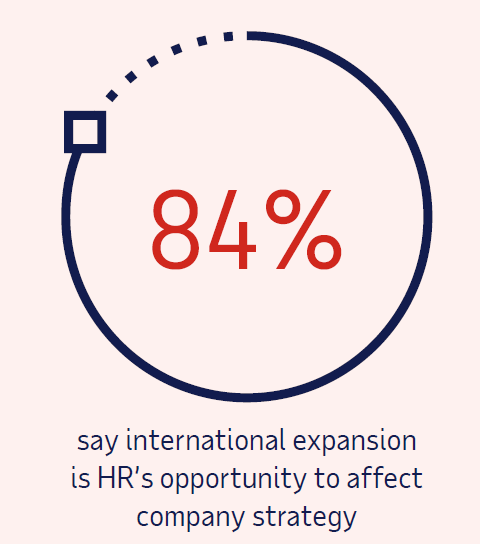 84%
say international expansion
is HR's opportunity to affect
company strategy